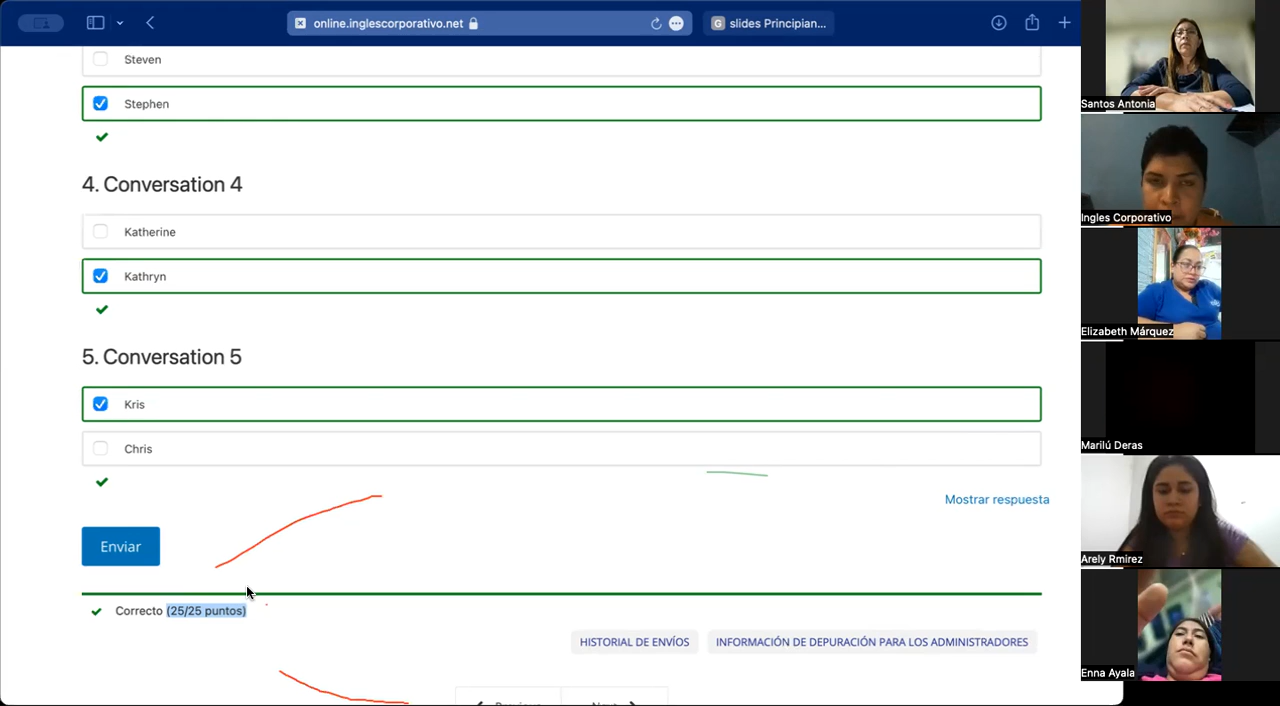 online.inglescorporativo.net
slides Principian...
Steven
Stephen
4. Conversation 4
Katherine
Kathryn
5. Conversation 5
Kris
Chris
Mostrar respuesta
Enviar
Correcto (25/25 puntos)
HISTORIAL DE ENVÍOS
INFORMACIÓN DE DEPURACIÓN PARA LOS ADMINISTRADORES
Santos Antonia
Ingles Corporativo
Elizabeth Márquez
Marilú Deras
Arely Rmirez
Enna Ayala